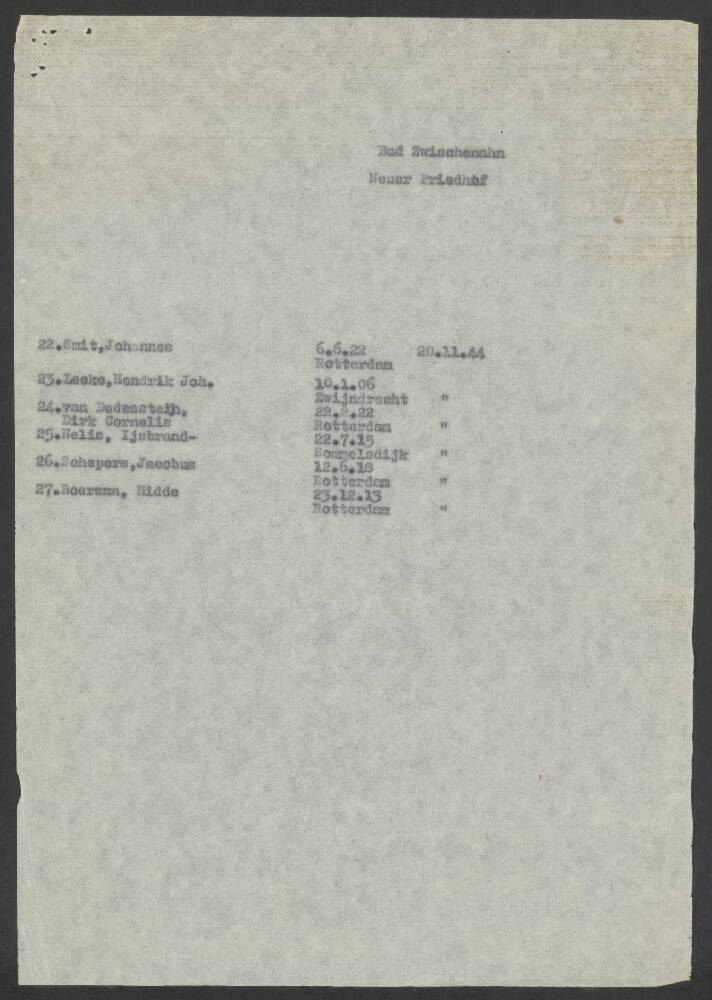 Bad Zwischenahn
Neuer Friedhof
22.Smit,Johannes 6.6.22 20.11.44
Rotterdam
23.Leeke,Hendrik Joh. 10.1.06
Zwijndrecht "
24.van Dedensteijn, 22.2.22
Dirk Cornelis Rotterdam "
25.Nelis, Ijsbrand- 22.7.15
Sommelsdijk "
26.Schepers,Jacobus 12.6.18
Rotterdam "
27.Boersma, Hidde 23.12.13
Rotterdam "